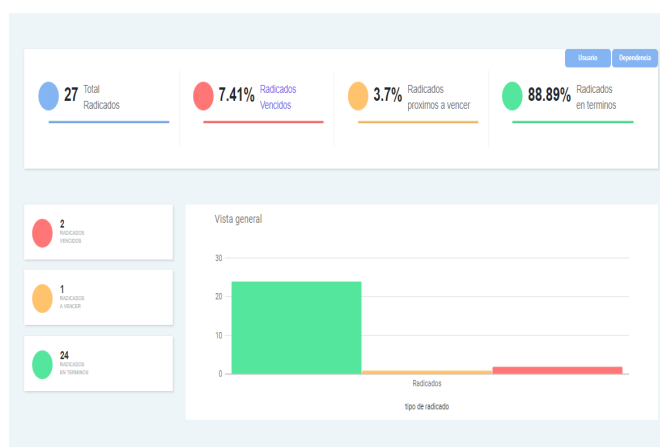 Usuario
Dependencia
27
Total
Radicados
7.41%
Radicados
Vencidos
3.7%
Radicados
proximos a vencer
88.89%
Radicados
en terminos
2
RADICADOS
VENCIDOS
1
RADICADOS
A VENCER
24
RADICADOS
EN TERMINOS
Vista general
30
20
10
0
Radicados
tipo de radicado